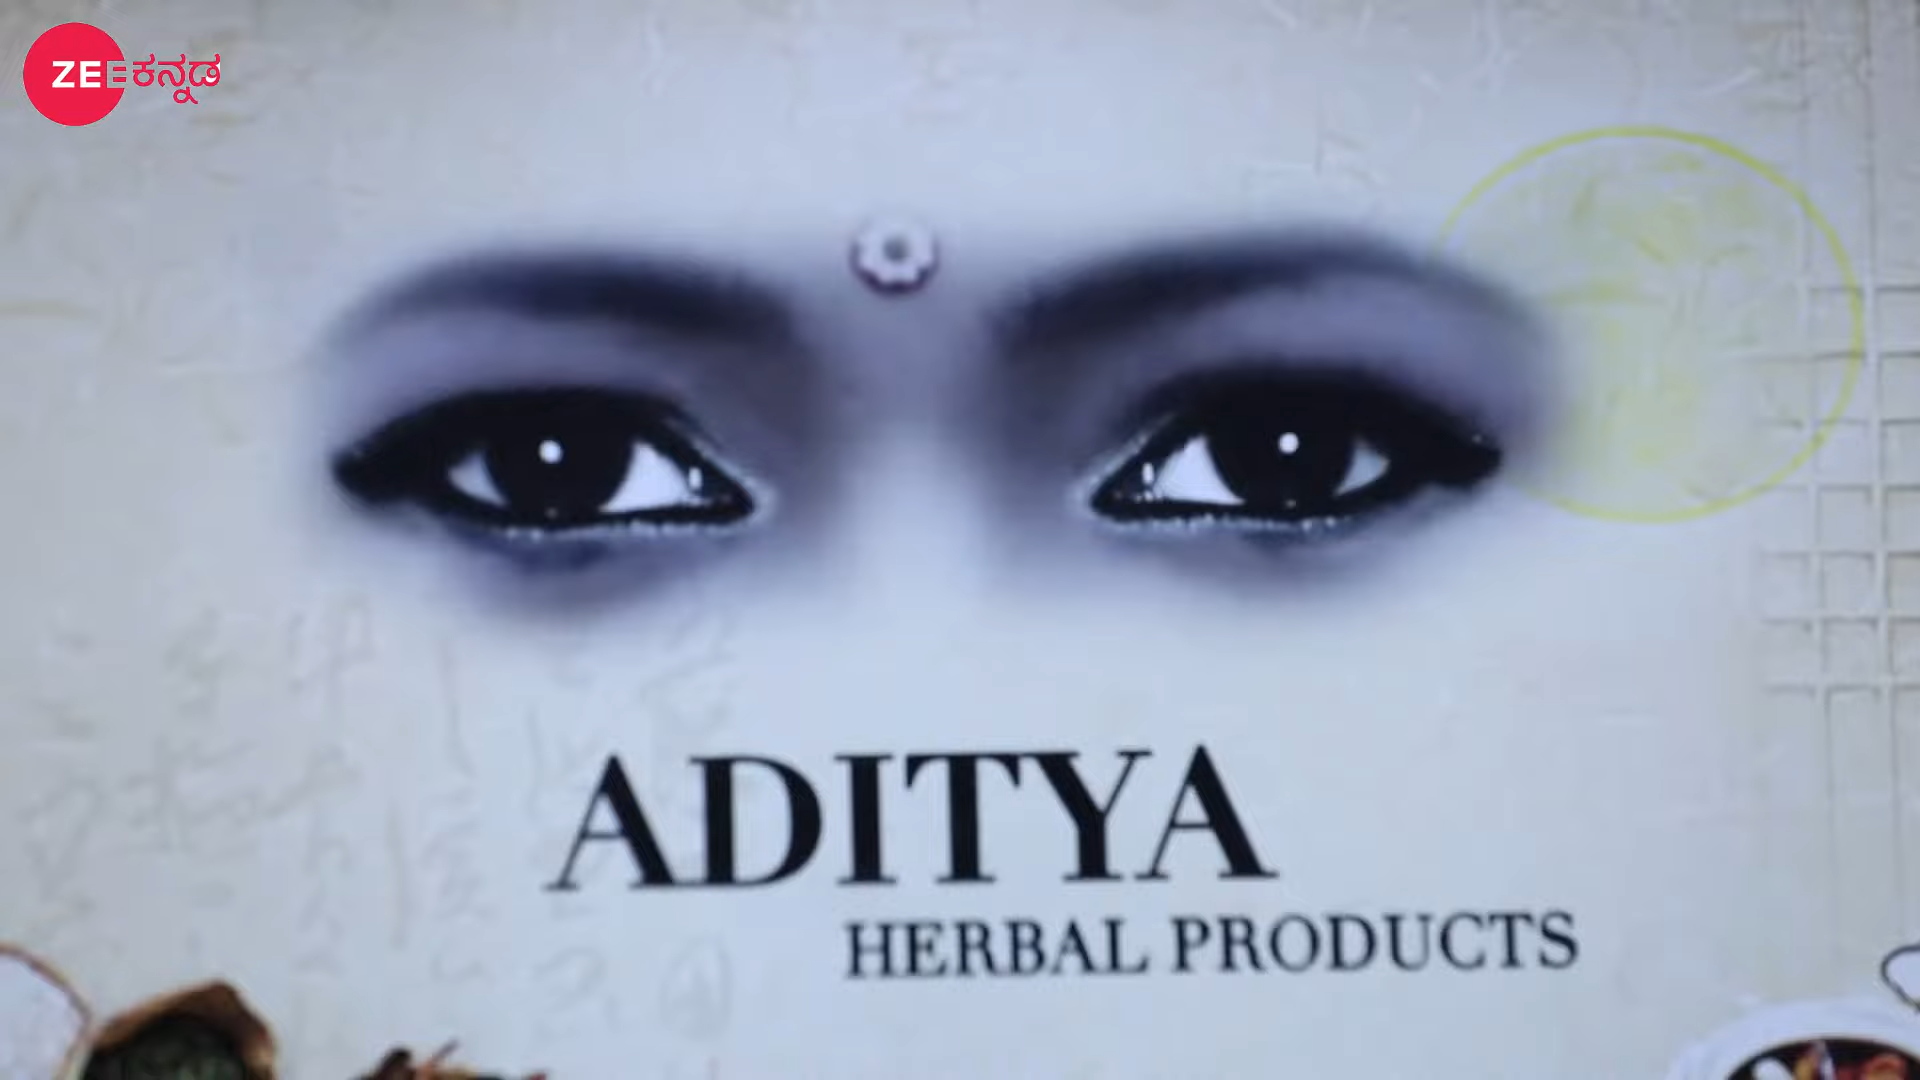 ZEE ಕನ್ನಡ
ADITYA
HERBAL PRODUCTS